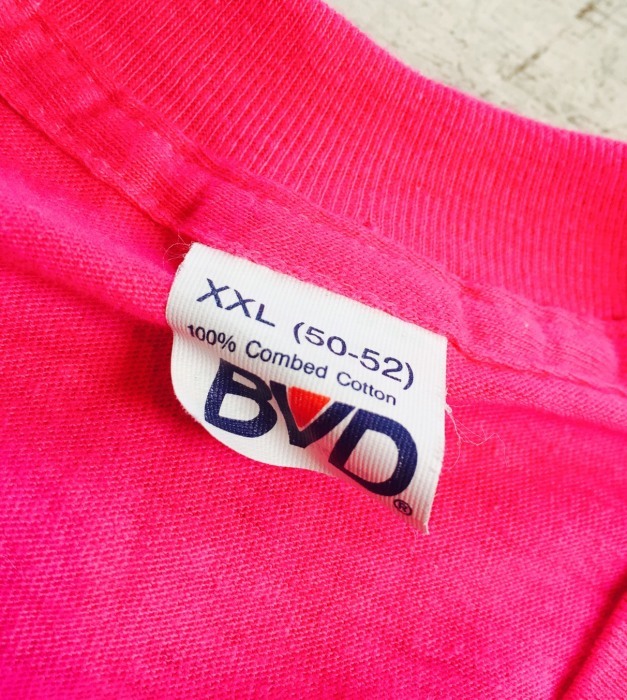 XXL (50-52)
100% Combed Cotton
BVD®